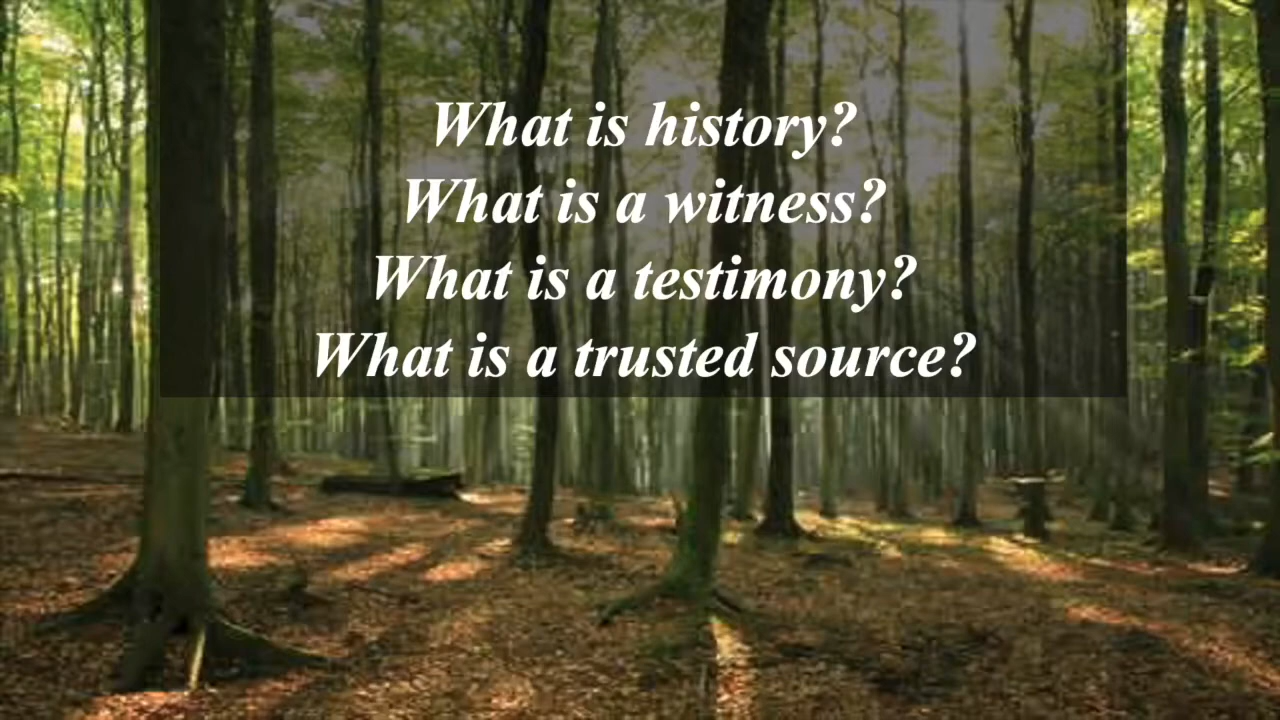 What is history?
What is a witness?
What is a testimony?
What is a trusted source?